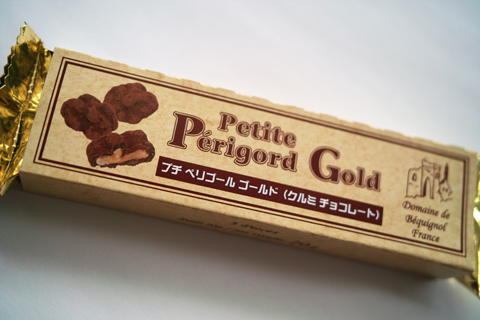 Petite
Périgord Gold
プチ ペリゴール ゴールド (クルミ チョコレート)
Domaine de
Béquignol
France